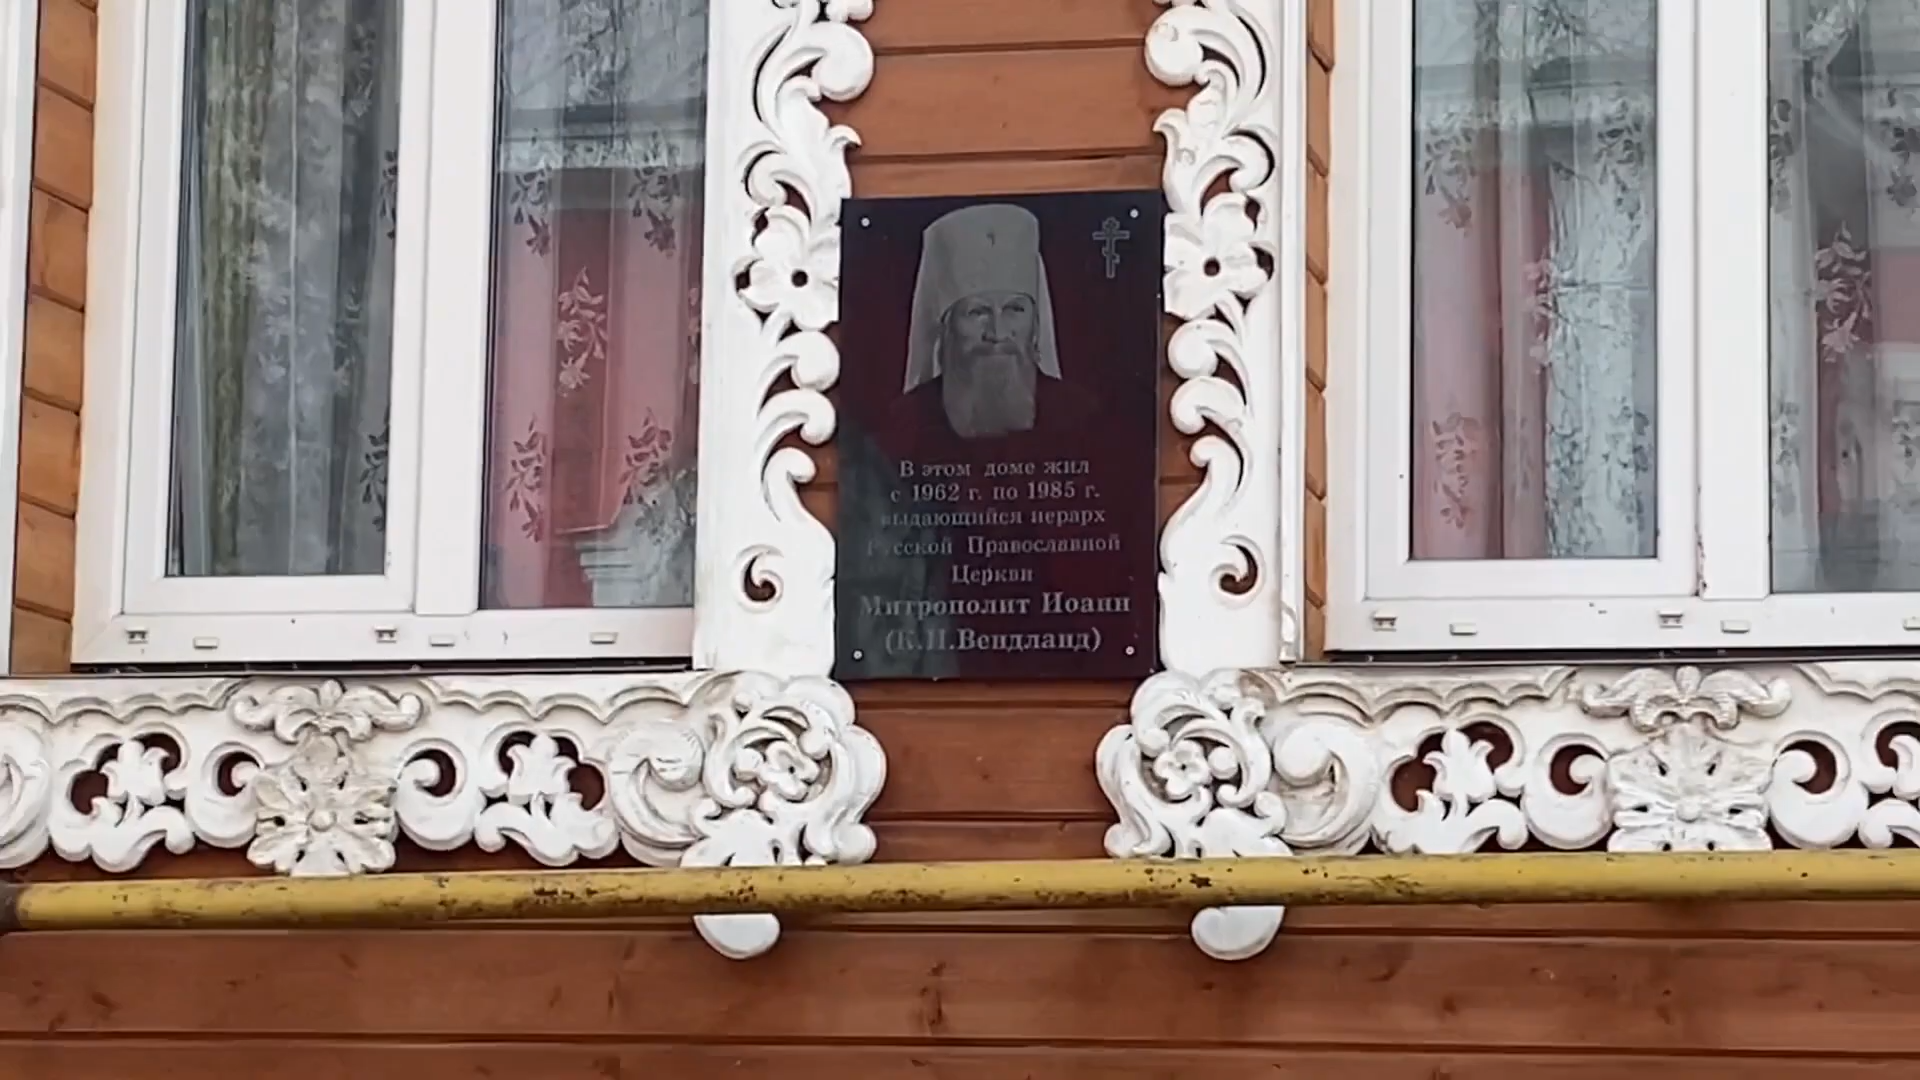 В этом доме жил
с 1962 г. по 1985 г.
выдающийся иерарх
Русской Православной
Церкви
Митрополит Иоанн
(К.Н.Вендланд)